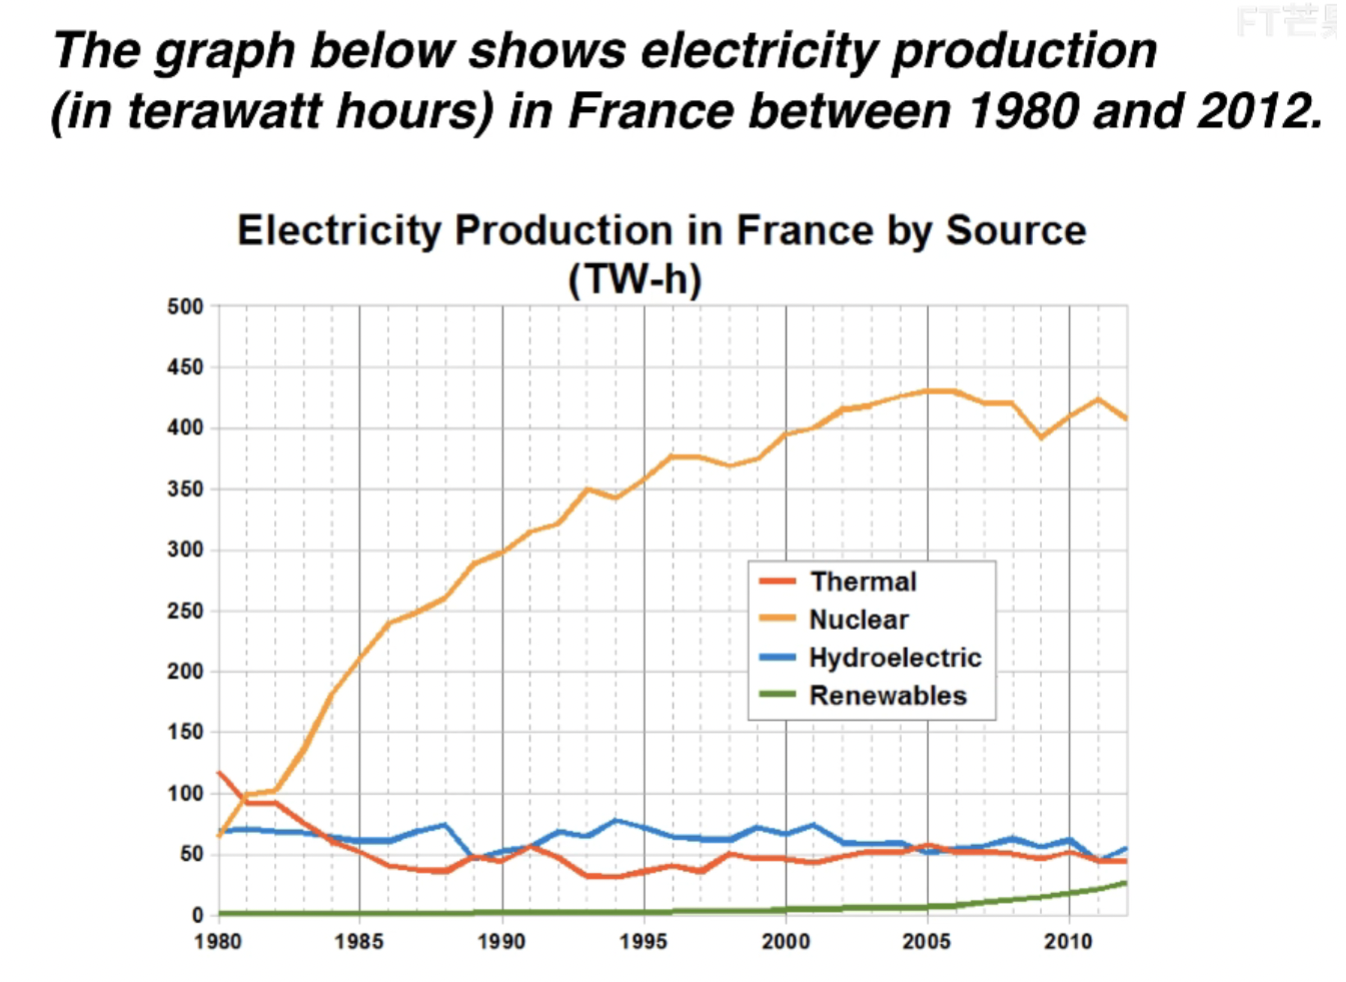 The graph below shows electricity production
(in terawatt hours) in France between 1980 and 2012.
Electricity Production in France by Source
(TW-h)
500
450
400
350
300
250
200
150
100
50
0
Thermal
Nuclear
Hydroelectric
Renewables
1980 1985 1990 1995 2000 2005 2010